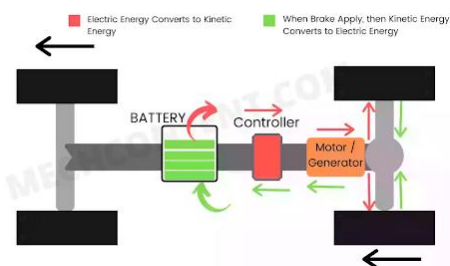 Electric Energy Converts to Kinetic
Energy
When Brake Apply, then Kinetic Energy
Converts to Electric Energy
BATTERY
Controller
Motor /
Generator